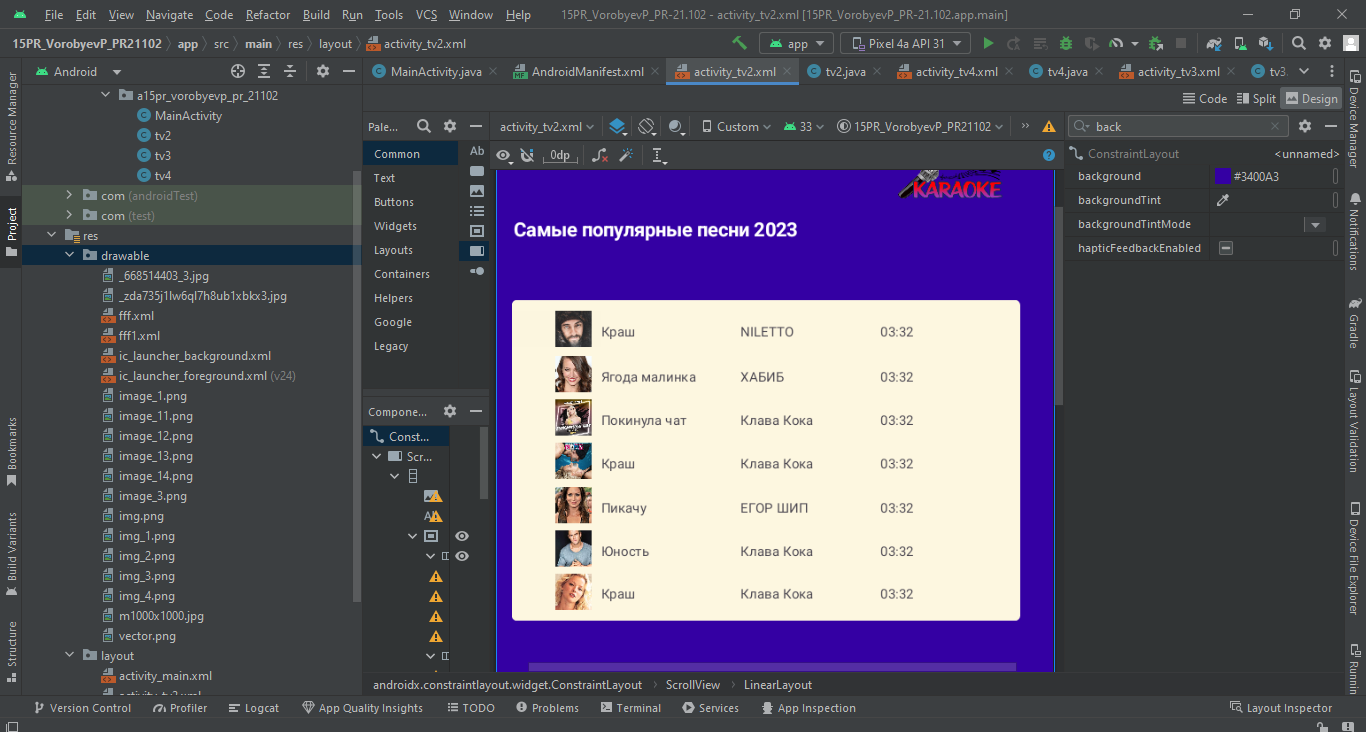 File Edit View Navigate Code Refactor Build Run Tools VCS Window Help 15PR_VorobyevP_PR-21.102 - activity_tv2.xml [15PR_VorobyevP_PR-21.102.app.main]
15PR_VorobyevP_PR21102 app src main res layout activity_tv2.xml app Pixel 4a API 31
Android MainActivity.java AndroidManifest.xml activity_tv2.xml tv2.java activity_tv4.xml tv4.java activity_tv3.xml tv3.
a15pr_vorobyevp_pr_21102
MainActivity
tv2
tv3
tv4
com (androidTest)
com (test)
res
drawable
_668514403_3.jpg
_zda735j1lw6ql7h8ub1xbkx3.jpg
fff.xml
fff1.xml
ic_launcher_background.xml
ic_launcher_foreground.xml (v24)
image_1.png
image_11.png
image_12.png
image_13.png
image_14.png
image_3.png
img.png
img_1.png
img_2.png
img_3.png
img_4.png
m1000x1000.jpg
vector.png
layout
activity_main.xml
activity_tv2.xml
Resource Manager
Project
Bookmarks
Build Variants
Structure
Code Split Design
Pale...
Common
Text
Buttons
Widgets
Layouts
Containers
Helpers
Google
Legacy
Ab
Compone...
Const...
Scr...
Ab
activity_tv2.xml Custom 33 15PR_VorobyevP_PR21102
0dp
KARAOKE
Самые популярные песни 2023
Краш NILETTO 03:32
Ягода малинка ХАБИБ 03:32
Покинула чат Клава Кока 03:32
Краш Клава Кока 03:32
Пикачу ЕГОР ШИП 03:32
Юность Клава Кока 03:32
Краш Клава Кока 03:32
back
ConstraintLayout <unnamed>
background #3400A3
backgroundTint
backgroundTintMode
hapticFeedbackEnabled
Device Manager
Notifications
Gradle
Layout Validation
Device File Explorer
Runnin
androidx.constraintlayout.widget.ConstraintLayout ScrollView LinearLayout
Version Control Profiler Logcat App Quality Insights TODO Problems Terminal Services App Inspection Layout Inspector